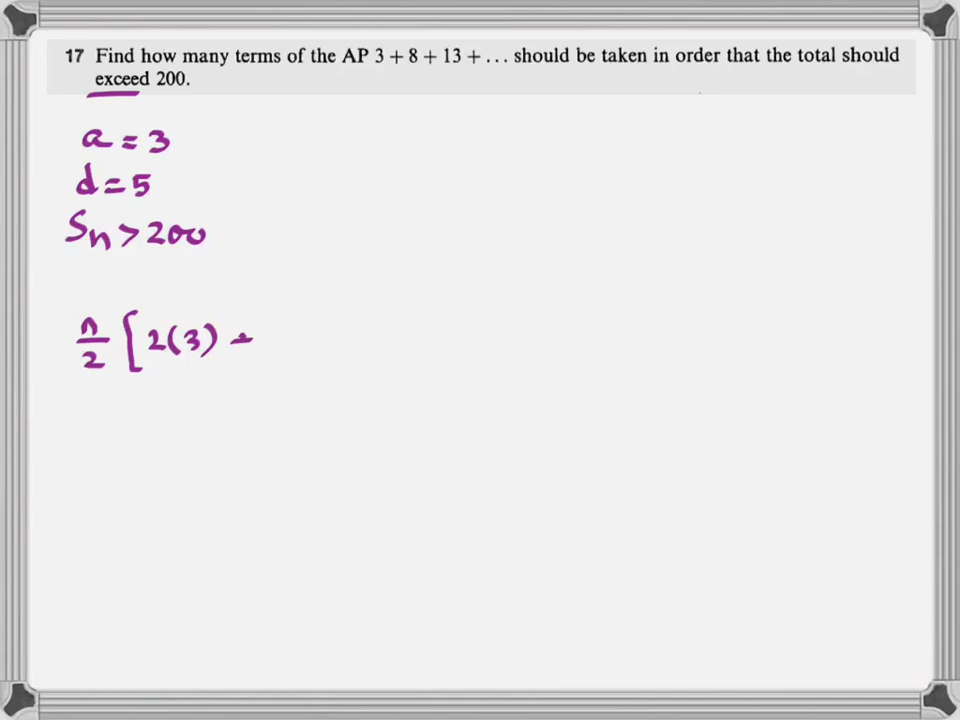 17 Find how many terms of the AP 3 + 8 + 13 + ... should be taken in order that the total should
exceed 200.
a = 3
d = 5
Sn > 200
n/2 [2(3) +